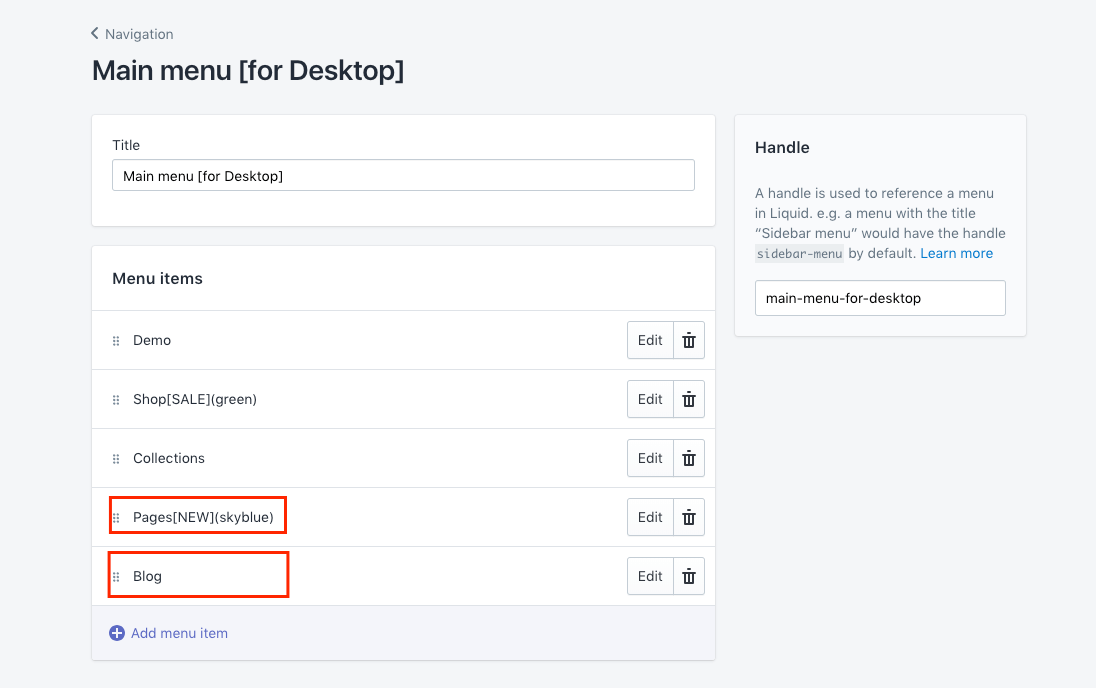 Navigation
Main menu [for Desktop]
Title
Main menu [for Desktop]
Menu items
Demo
Edit
Shop[SALE](green)
Edit
Collections
Edit
Pages[NEW](skyblue)
Edit
Blog
Edit
Add menu item
Handle
A handle is used to reference a menu
in Liquid. e.g. a menu with the title
“Sidebar menu” would have the handle
sidebar-menu by default. Learn more
main-menu-for-desktop